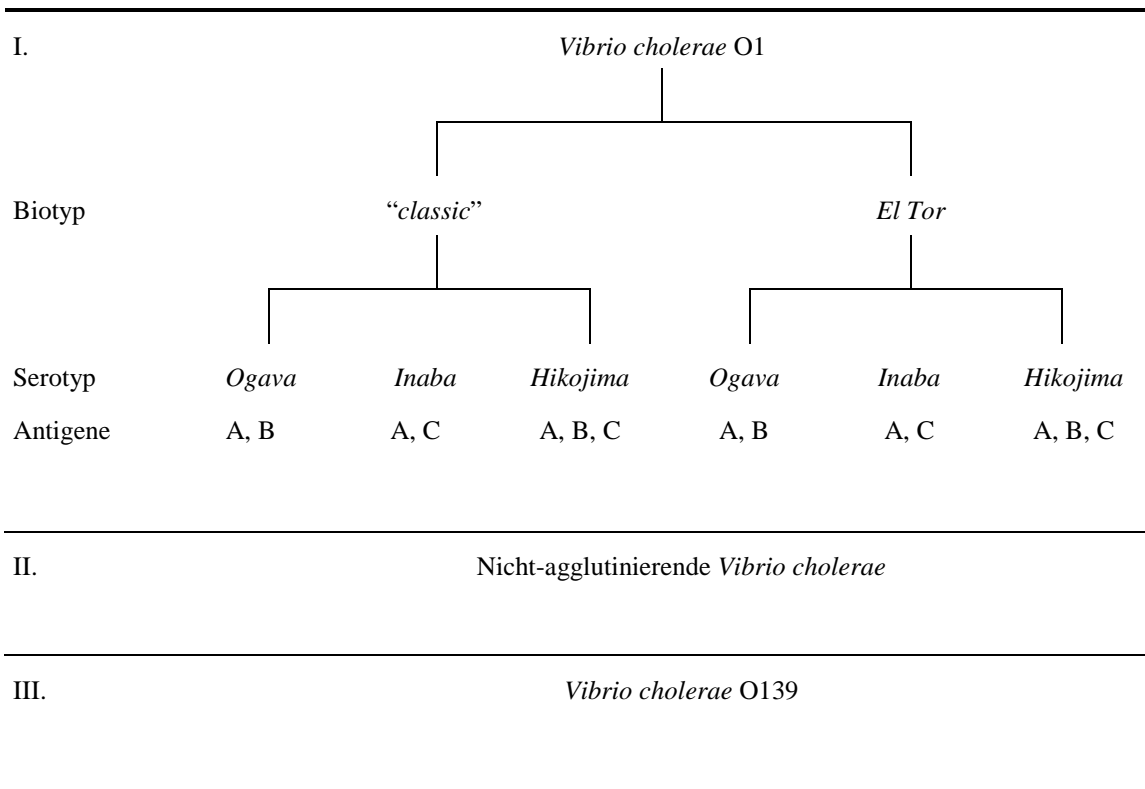 I. Vibrio cholerae O1
Biotyp “classic” El Tor
Serotyp Ogava Inaba Hikojima Ogava Inaba Hikojima
Antigene A, B A, C A, B, C A, B A, C A, B, C
II. Nicht-agglutinierende Vibrio cholerae
III. Vibrio cholerae O139